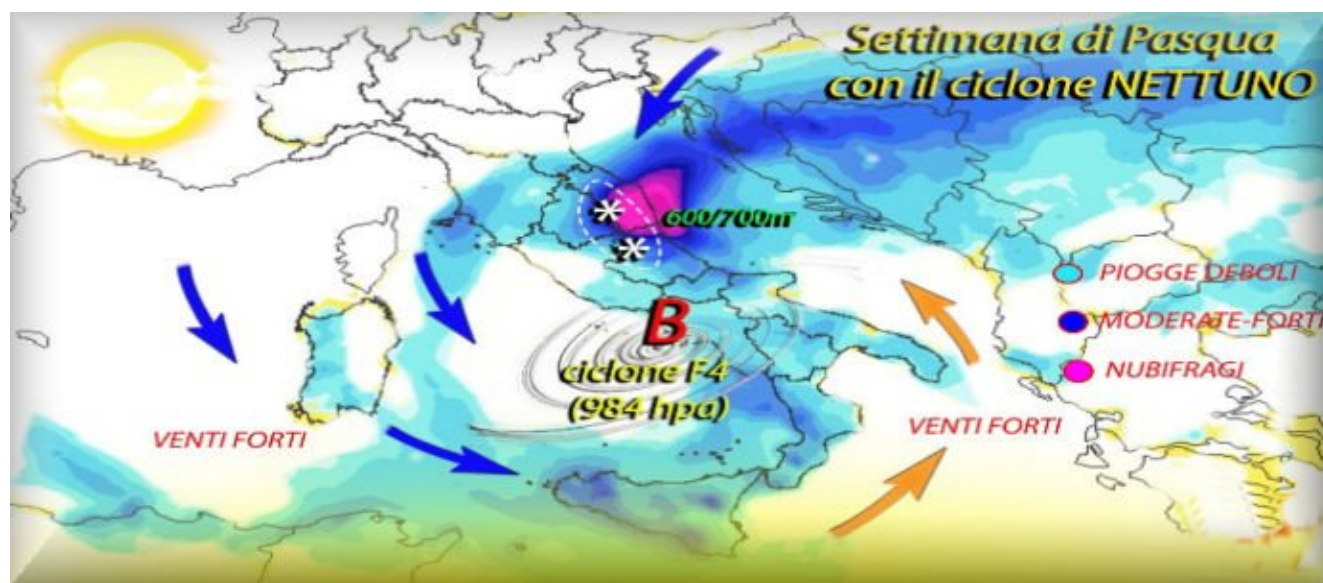 Settimana di Pasqua
con il ciclone NETTUNO
600/700m
PIOGGE DEBOLI
B
MODERATE-FORTI
ciclone F4
NUBIFRAGI
(984 hpa)
VENTI FORTI
VENTI FORTI